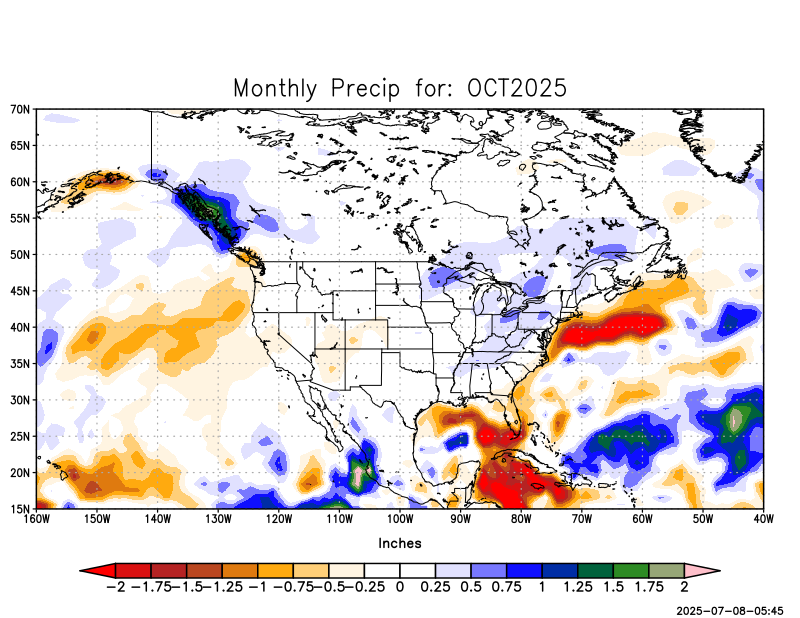 Monthly Precip for: OCT2025
70N
65N
60N
55N
50N
45N
40N
35N
30N
25N
20N
15N
160W 150W 140W 130W 120W 110W 100W 90W 80W 70W 60W 50W 40W
Inches
-2 -1.75 -1.5 -1.25 -1 -0.75 -0.5 -0.25 0 0.25 0.5 0.75 1 1.25 1.5 1.75 2
2025-07-08-05:45